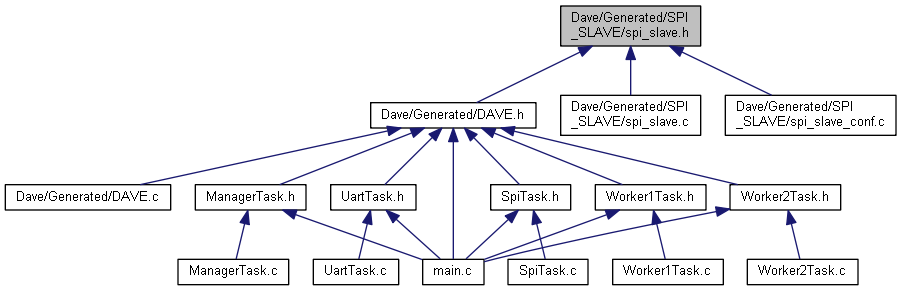 Dave/Generated/SPI
_SLAVE/spi_slave.h
Dave/Generated/DAVE.h
Dave/Generated/SPI
_SLAVE/spi_slave.c
Dave/Generated/SPI
_SLAVE/spi_slave_conf.c
Dave/Generated/DAVE.c
ManagerTask.h
UartTask.h
SpiTask.h
Worker1Task.h
Worker2Task.h
ManagerTask.c
UartTask.c
main.c
SpiTask.c
Worker1Task.c
Worker2Task.c